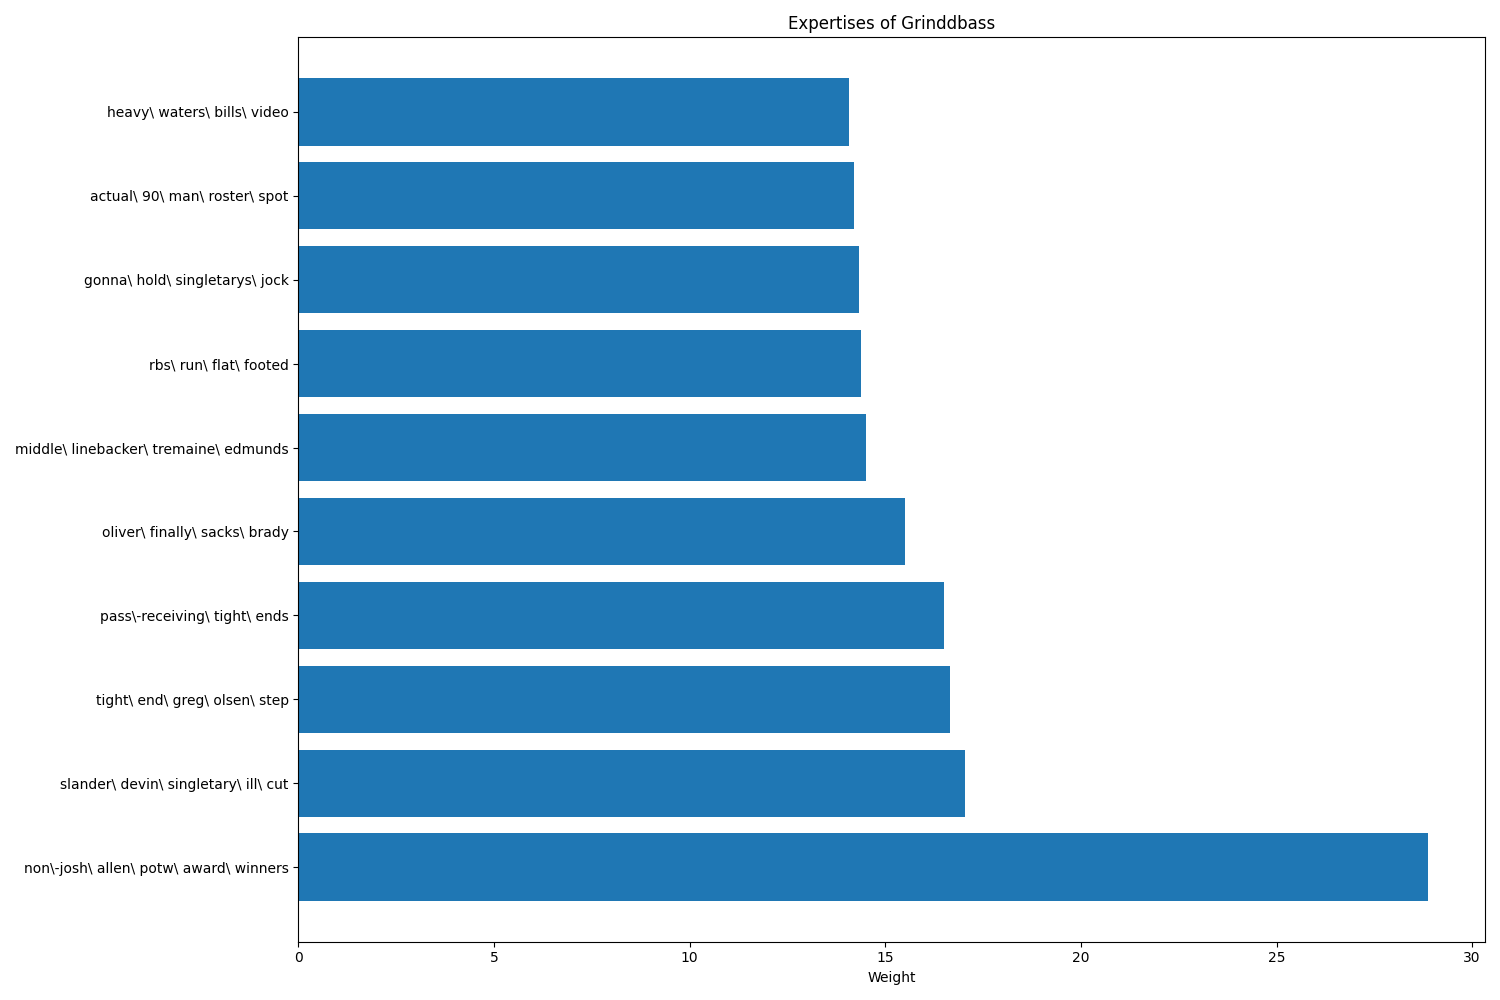 Expertises of Grinddbass
heavy\ waters\ bills\ video
actual\ 90\ man\ roster\ spot
gonna\ hold\ singletarys\ jock
rbs\ run\ flat\ footed
middle\ linebacker\ tremaine\ edmunds
oliver\ finally\ sacks\ brady
pass\-receiving\ tight\ ends
tight\ end\ greg\ olsen\ step
slander\ devin\ singletary\ ill\ cut
non\-josh\ allen\ potw\ award\ winners
0 5 10 15 20 25 30
Weight